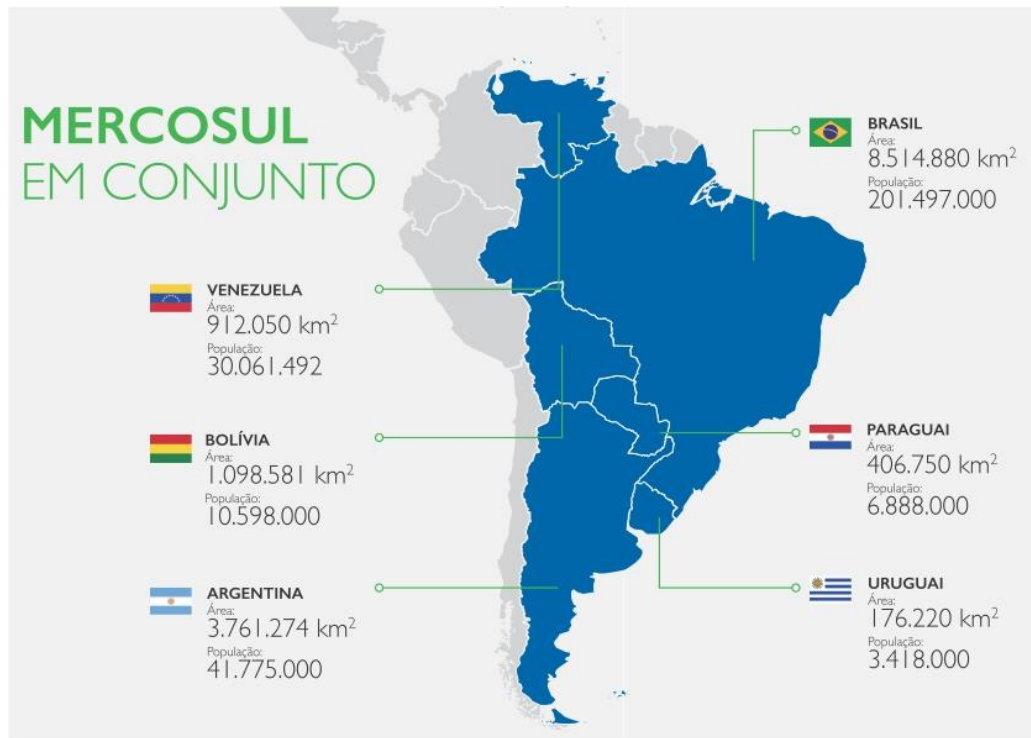 MERCOSUL
EM CONJUNTO
BRASIL
Área:
8.514.880 km²
População:
201.497.000
VENEZUELA
Área:
912.050 km²
População:
30.061.492
BOLÍVIA
Área:
1.098.581 km²
População:
10.598.000
PARAGUAI
Área:
406.750 km²
População:
6.888.000
ARGENTINA
Área:
3.761.274 km²
População:
41.775.000
URUGUAI
Área:
176.220 km²
População:
3.418.000